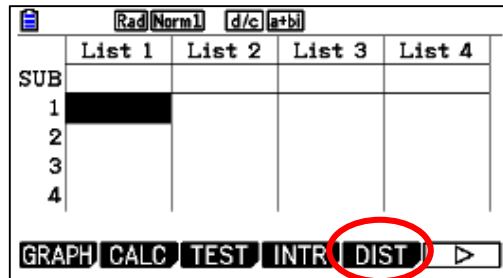 Rad Norm1 d/c a+bi
List 1 List 2 List 3 List 4
SUB
1
2
3
4
GRAPH CALC TEST INTR DIST ▷